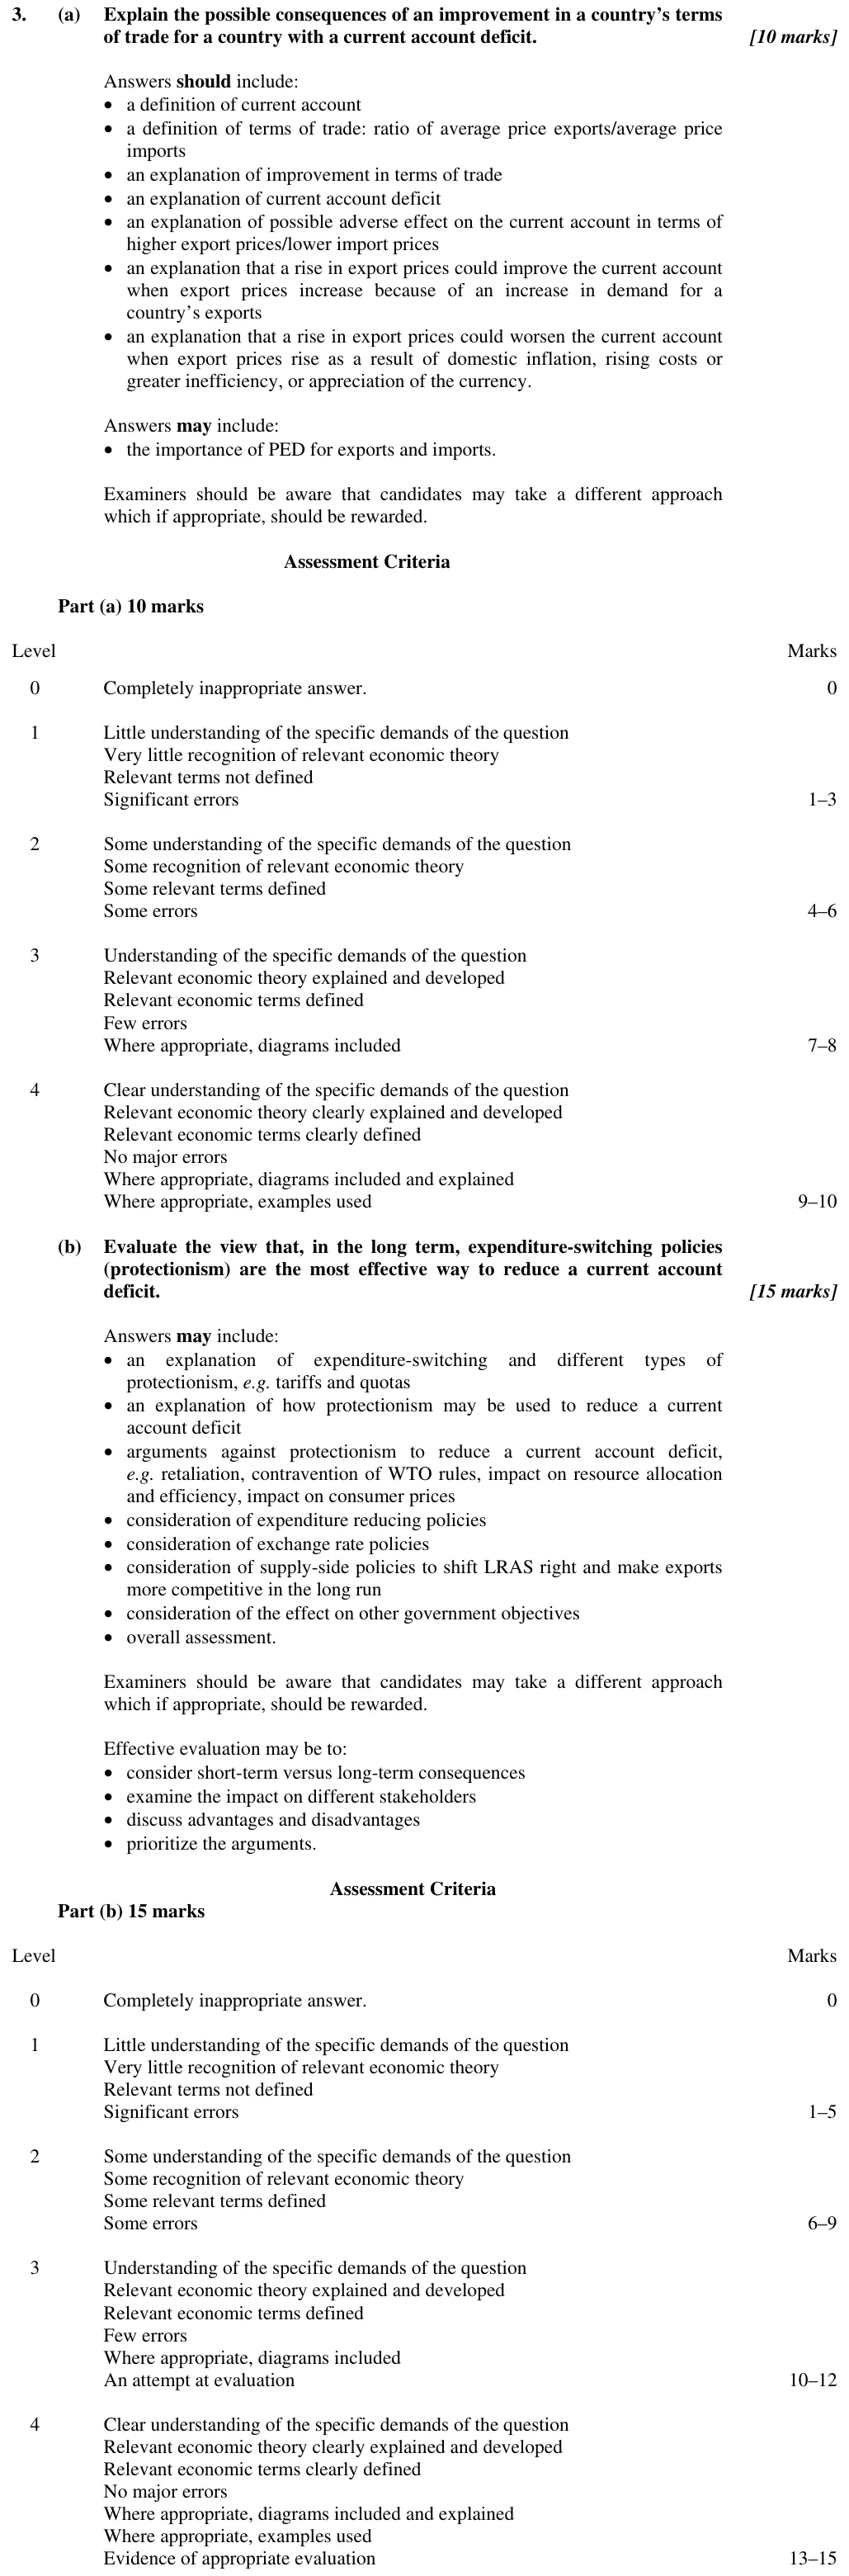 3. (a) Explain the possible consequences of an improvement in a country's terms
of trade for a country with a current account deficit. [10 marks]
Answers should include:
• a definition of current account
• a definition of terms of trade: ratio of average price exports/average price
imports
• an explanation of improvement in terms of trade
• an explanation of current account deficit
• an explanation of possible adverse effect on the current account in terms of
higher export prices/lower import prices
• an explanation that a rise in export prices could improve the current account
when export prices increase because of an increase in demand for a
country's exports
• an explanation that a rise in export prices could worsen the current account
when export prices rise as a result of domestic inflation, rising costs or
greater inefficiency, or appreciation of the currency.
Answers may include:
• the importance of PED for exports and imports.
Examiners should be aware that candidates may take a different approach
which if appropriate, should be rewarded.
Assessment Criteria
Part (a) 10 marks
Level Marks
0 Completely inappropriate answer. 0
1 Little understanding of the specific demands of the question
Very little recognition of relevant economic theory
Relevant terms not defined
Significant errors 1–3
2 Some understanding of the specific demands of the question
Some recognition of relevant economic theory
Some relevant terms defined
Some errors 4–6
3 Understanding of the specific demands of the question
Relevant economic theory explained and developed
Relevant economic terms defined
Few errors
Where appropriate, diagrams included 7–8
4 Clear understanding of the specific demands of the question
Relevant economic theory clearly explained and developed
Relevant economic terms clearly defined
No major errors
Where appropriate, diagrams included and explained
Where appropriate, examples used 9–10
(b) Evaluate the view that, in the long term, expenditure-switching policies
(protectionism) are the most effective way to reduce a current account
deficit. [15 marks]
Answers may include:
• an explanation of expenditure-switching and different types of
protectionism, e.g. tariffs and quotas
• an explanation of how protectionism may be used to reduce a current
account deficit
• arguments against protectionism to reduce a current account deficit,
e.g. retaliation, contravention of WTO rules, impact on resource allocation
and efficiency, impact on consumer prices
• consideration of expenditure reducing policies
• consideration of exchange rate policies
• consideration of supply-side policies to shift LRAS right and make exports
more competitive in the long run
• consideration of the effect on other government objectives
• overall assessment.
Examiners should be aware that candidates may take a different approach
which if appropriate, should be rewarded.
Effective evaluation may be to:
• consider short-term versus long-term consequences
• examine the impact on different stakeholders
• discuss advantages and disadvantages
• prioritize the arguments.
Assessment Criteria
Part (b) 15 marks
Level Marks
0 Completely inappropriate answer. 0
1 Little understanding of the specific demands of the question
Very little recognition of relevant economic theory
Relevant terms not defined
Significant errors 1–5
2 Some understanding of the specific demands of the question
Some recognition of relevant economic theory
Some relevant terms defined
Some errors 6–9
3 Understanding of the specific demands of the question
Relevant economic theory explained and developed
Relevant economic terms defined
Few errors
Where appropriate, diagrams included
An attempt at evaluation 10–12
4 Clear understanding of the specific demands of the question
Relevant economic theory clearly explained and developed
Relevant economic terms clearly defined
No major errors
Where appropriate, diagrams included and explained
Where appropriate, examples used
Evidence of appropriate evaluation 13–15